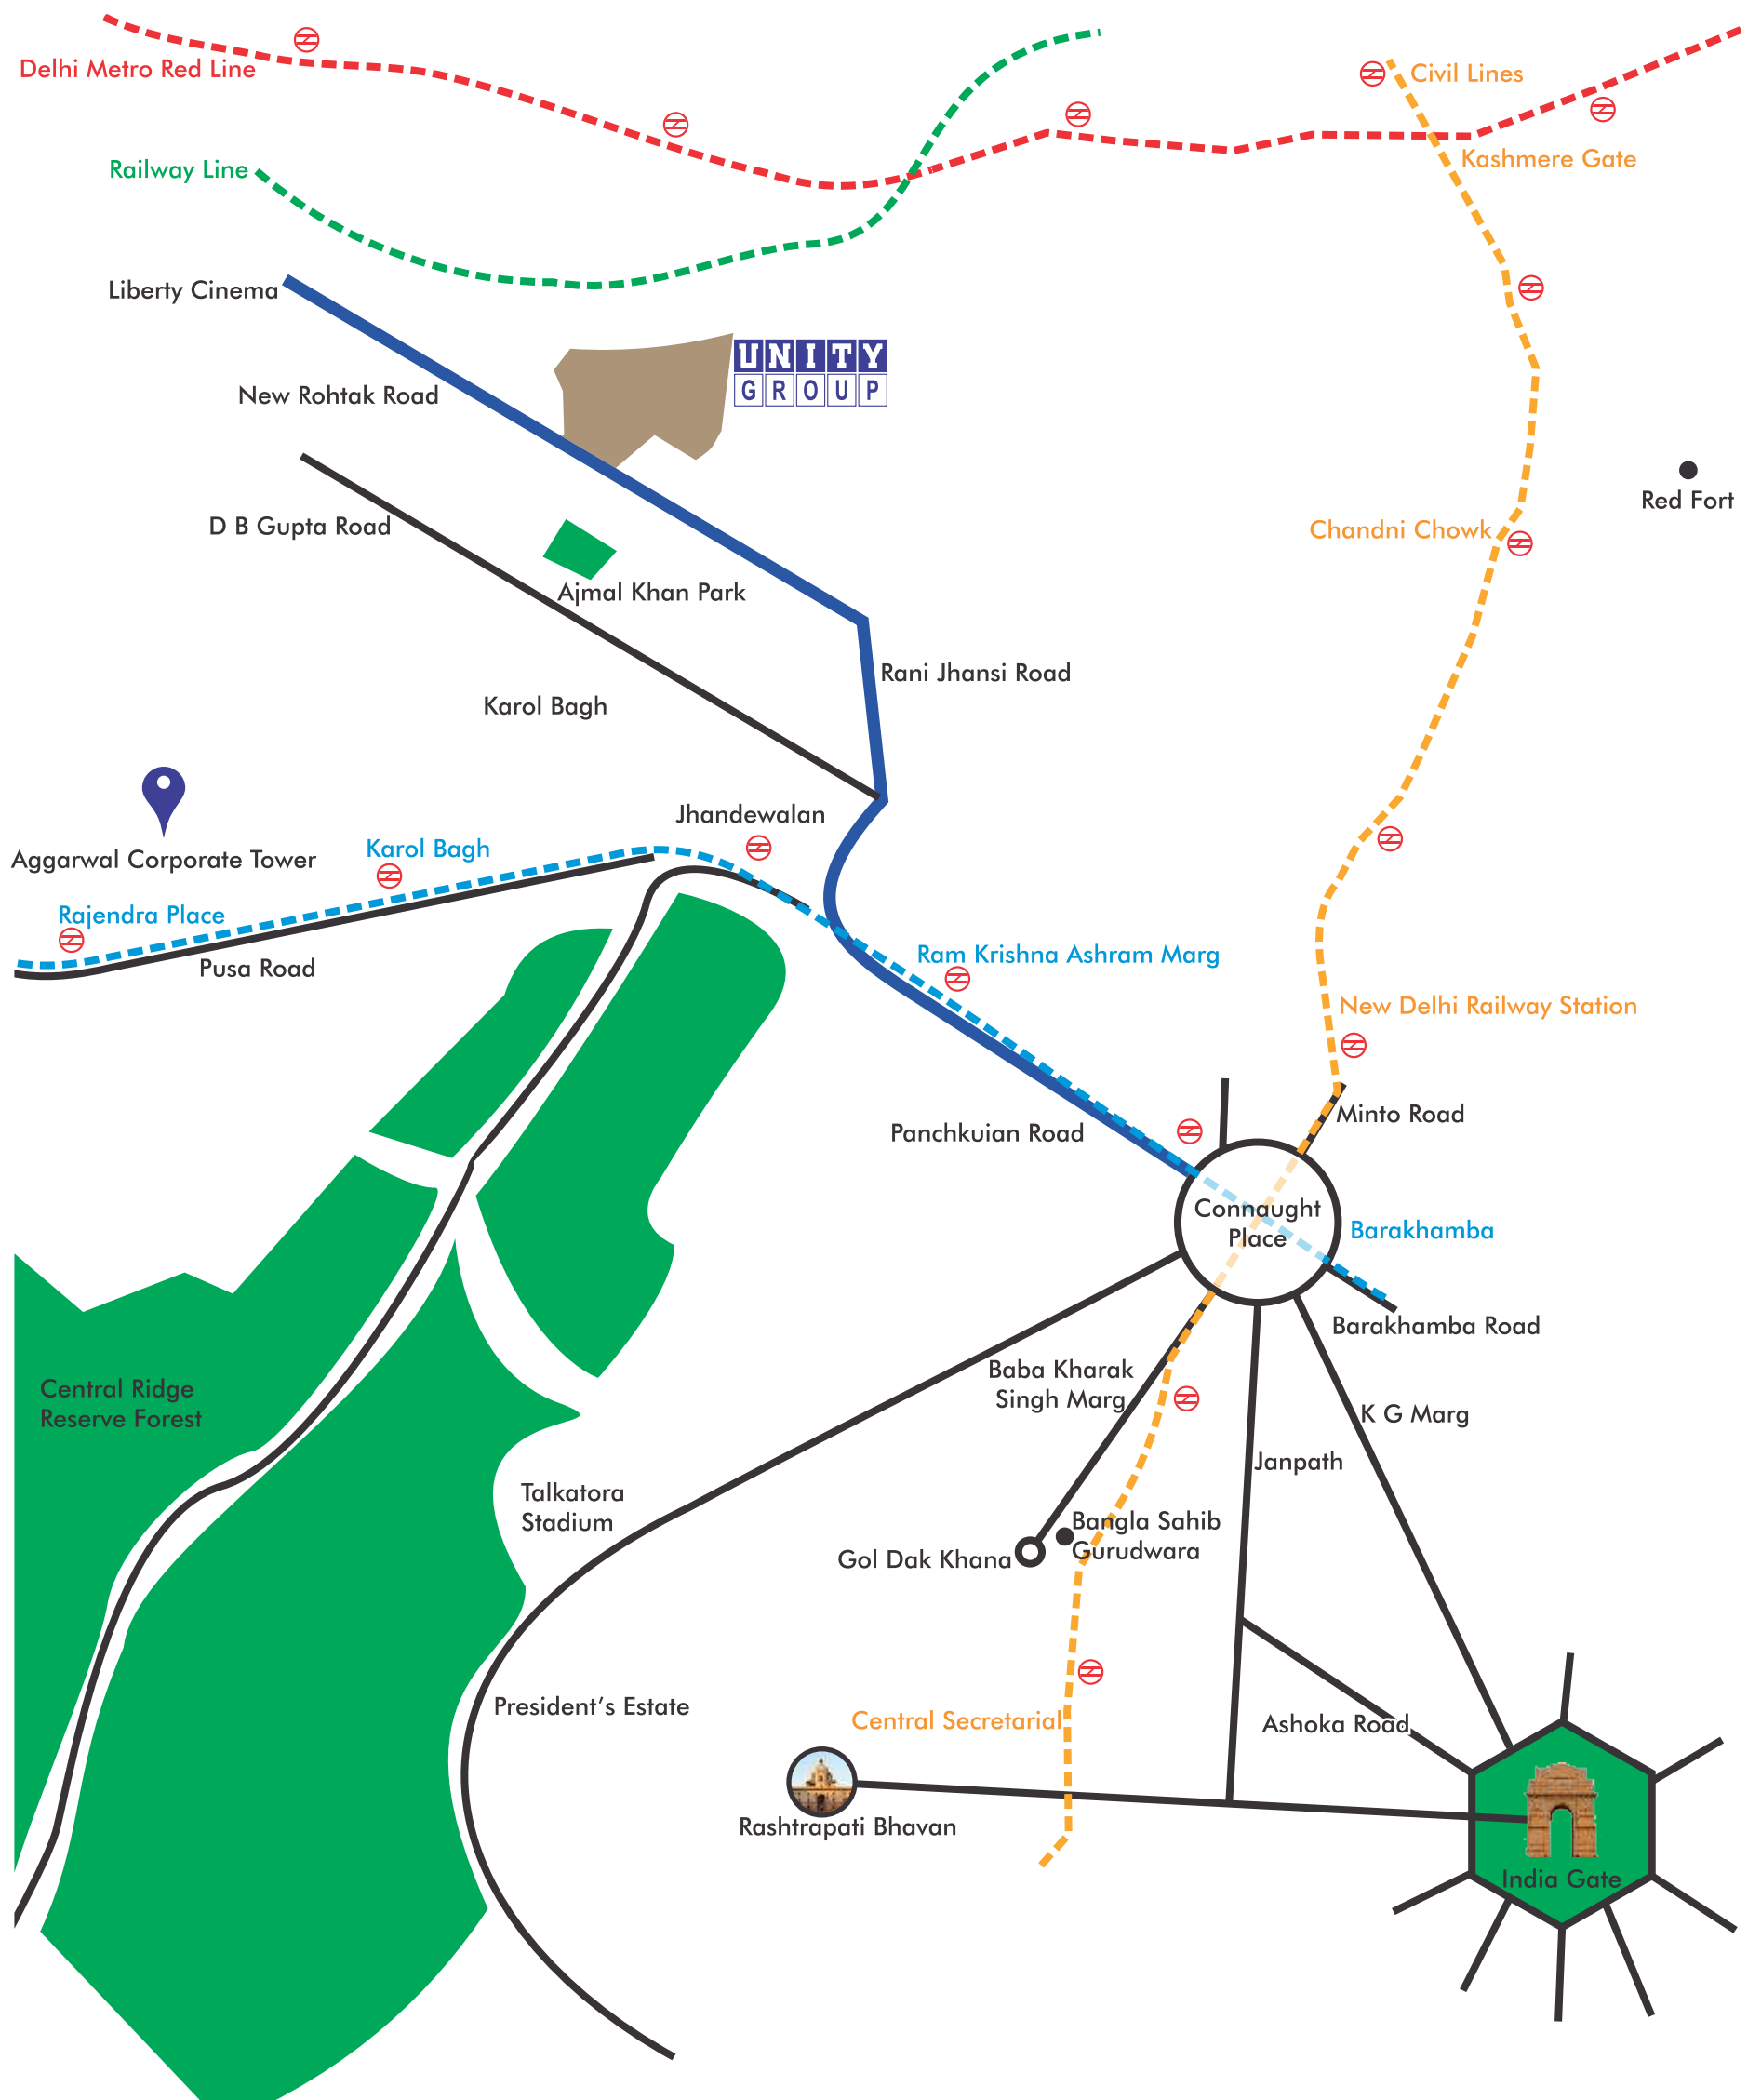 Civil Lines
Delhi Metro Red Line
Kashmere Gate
Railway Line
Liberty Cinema
UNITY
GROUP
New Rohtak Road
Red Fort
D B Gupta Road
Chandni Chowk
Ajmal Khan Park
Rani Jhansi Road
Karol Bagh
Jhandewalan
Karol Bagh
Aggarwal Corporate Tower
Rajendra Place
Pusa Road
Ram Krishna Ashram Marg
New Delhi Railway Station
Minto Road
Panchkuian Road
Connaught
Place
Barakhamba
Barakhamba Road
Baba Kharak
Singh Marg
Central Ridge
Reserve Forest
K G Marg
Janpath
Talkatora
Stadium
Bangla Sahib
Gurudwara
Gol Dak Khana
President's Estate
Central Secretarial
Ashoka Road
Rashtrapati Bhavan
India Gate